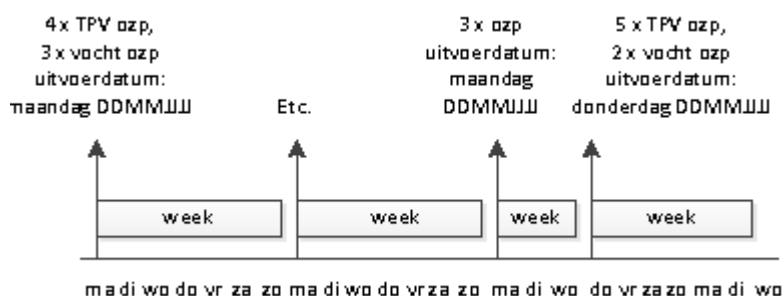 4 x TPV ozp,
3 x vocht ozp
uitvoerdatum:
maandag DDMMJJJJ
Etc.
3 x ozp
uitvoerdatum:
maandag
DDMMJJJJ
5 x TPV ozp,
2 x vocht ozp
uitvoerdatum:
donderdag DDMMJJJJ
week week week week
ma di wo do vr za zo ma di wo do vr za zo ma di wo do vr za zo ma di wo